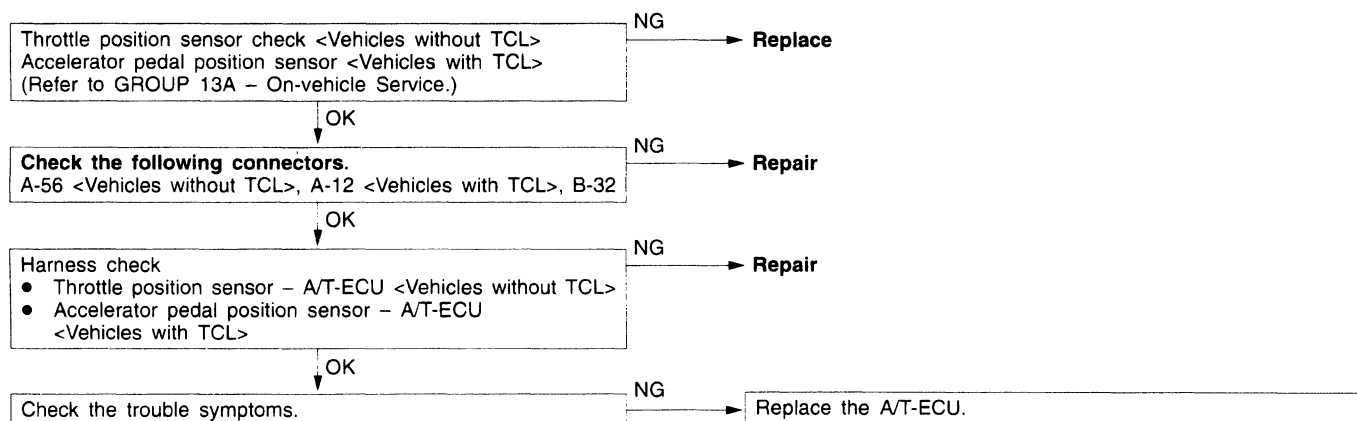 NG
Throttle position sensor check <Vehicles without TCL>
Replace
Accelerator pedal position sensor <Vehicles with TCL>
(Refer to GROUP 13A – On-vehicle Service.)
OK
NG
Check the following connectors.
Repair
A-56 <Vehicles without TCL>, A-12 <Vehicles with TCL>, B-32
OK
NG
Harness check
Repair
● Throttle position sensor – A/T-ECU <Vehicles without TCL>
● Accelerator pedal position sensor – A/T-ECU
<Vehicles with TCL>
OK
NG
Check the trouble symptoms.
Replace the A/T-ECU.